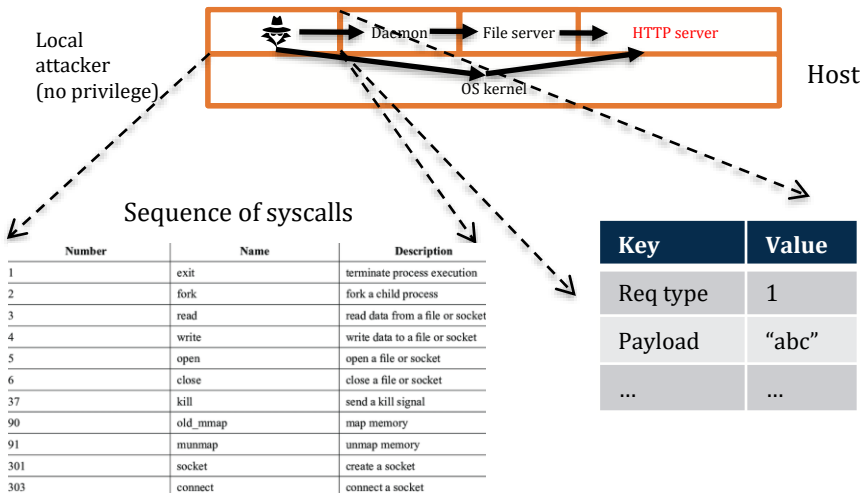 Local
attacker
(no privilege)
Daemon
File server
HTTP server
OS kernel
Host
Sequence of syscalls
Number Name Description
1 exit terminate process execution
2 fork fork a child process
3 read read data from a file or socket
4 write write data to a file or socket
5 open open a file or socket
6 close close a file or socket
37 kill send a kill signal
90 old_mmap map memory
91 munmap unmap memory
301 socket create a socket
303 connect connect a socket
Key Value
Req type 1
Payload “abc”
... ...